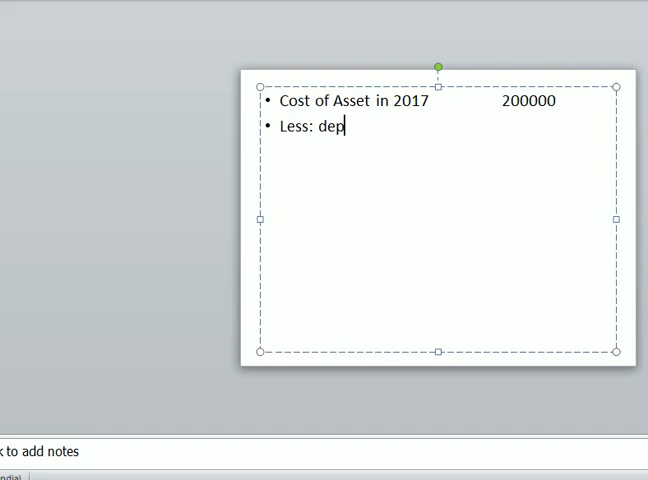 • Cost of Asset in 2017 200000
• Less: dep
k to add notes